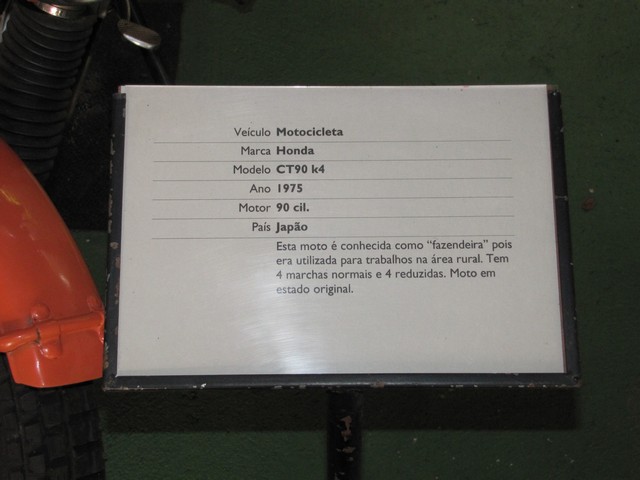 Veículo Motocicleta
Marca Honda
Modelo CT90 k4
Ano 1975
Motor 90 cil.
País Japão
Esta moto é conhecida como “fazendeira” pois
era utilizada para trabalhos na área rural. Tem
4 marchas normais e 4 reduzidas. Moto em
estado original.